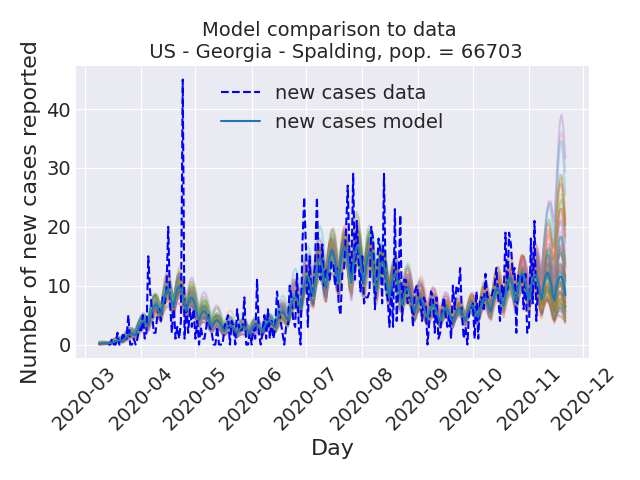 Model comparison to data
US - Georgia - Spalding, pop. = 66703
Number of new cases reported
40
30
20
10
0
new cases data
new cases model
2020-03
2020-04
2020-05
2020-06
2020-07
2020-08
2020-09
2020-10
2020-11
2020-12
Day